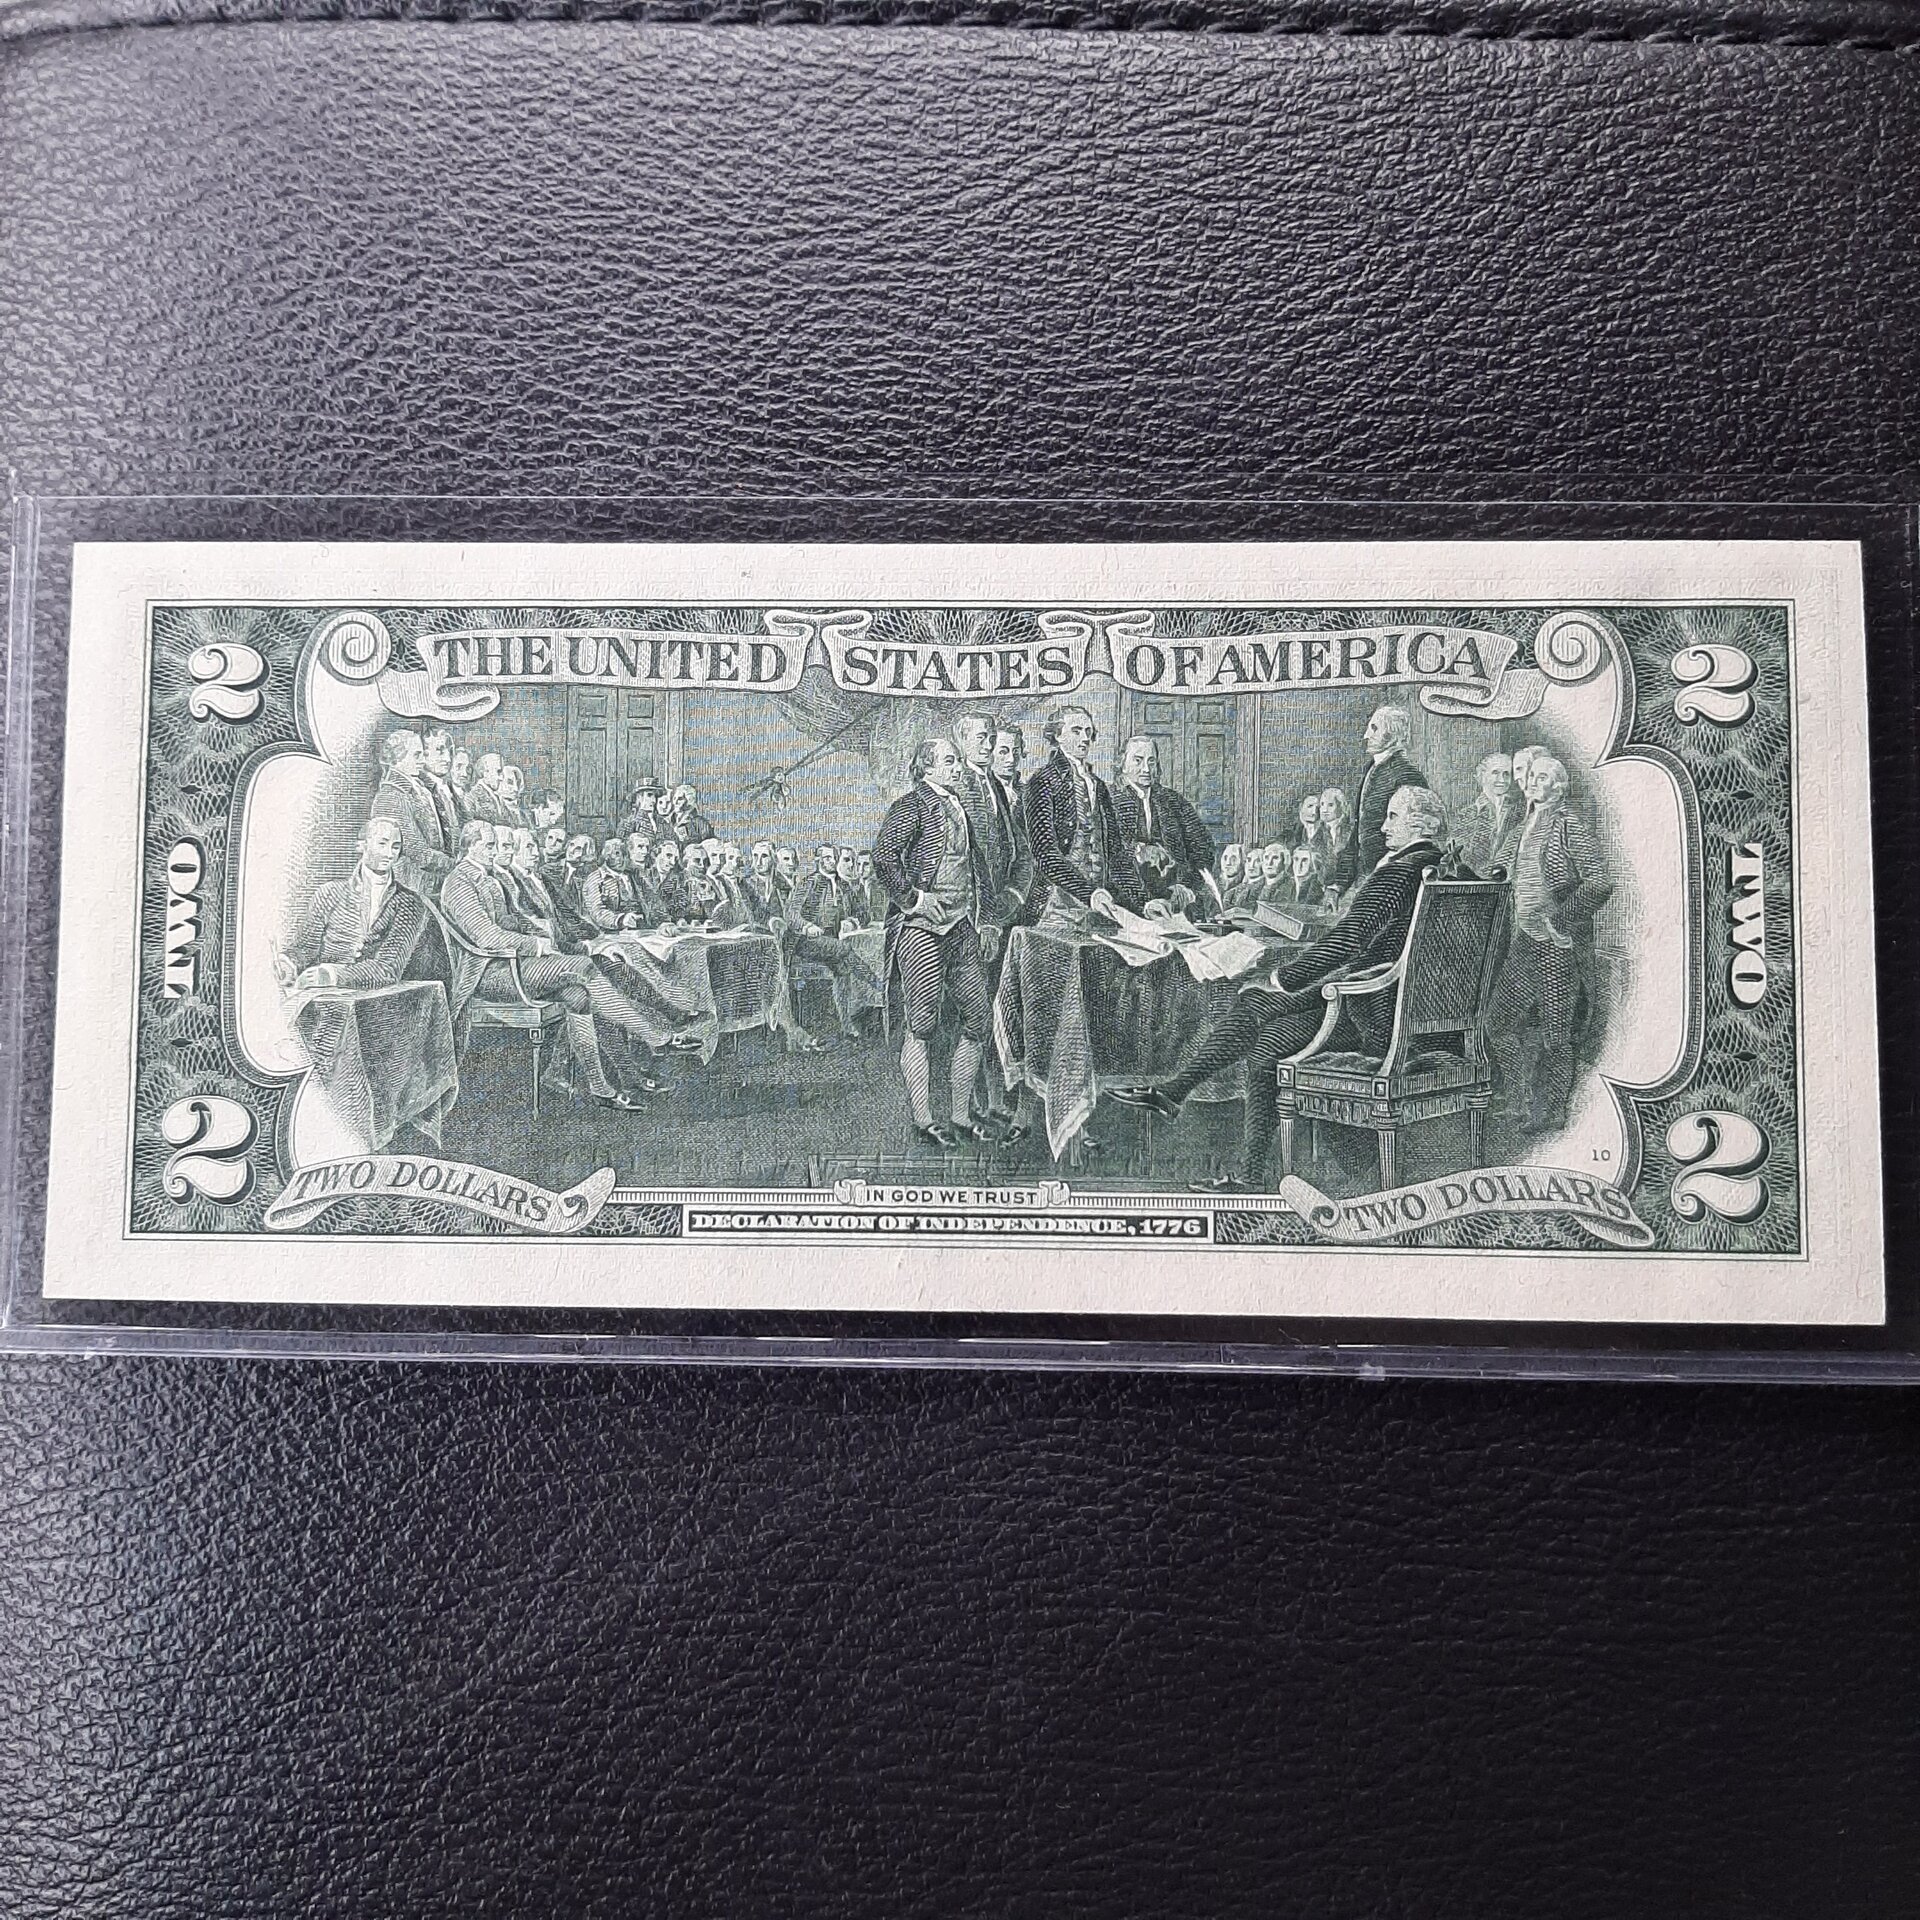 2 THE UNITED STATES OF AMERICA 2
TWO
TWO
2 2
10
TWO DOLLARS IN GOD WE TRUST TWO DOLLARS
DECLARATION OF INDEPENDENCE, 1776